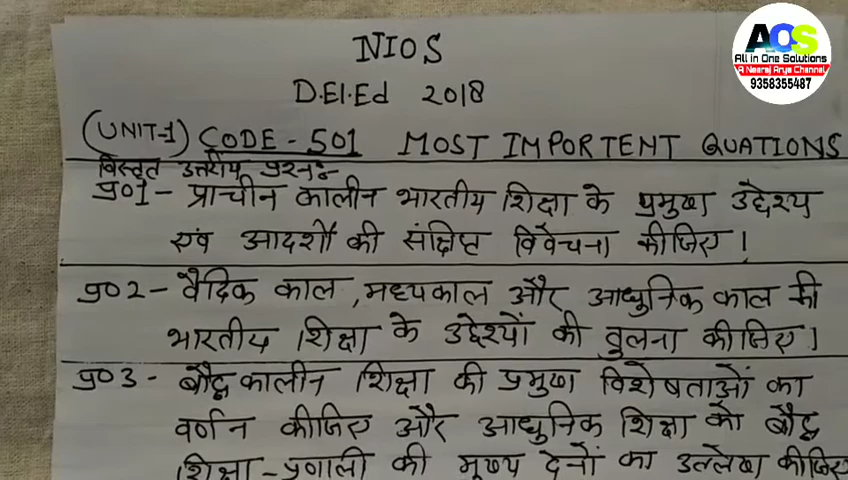 AOS
All in One Solutions
A Neeraj Arya Channel
9358355487
NIOS
D.El.Ed 2018
(UNIT-1) CODE - 501 MOST IMPORTENT QUATIONS
विस्तृत उत्तरीय प्रश्न:-
प्र01- प्राचीन कालीन भारतीय शिक्षा के प्रमुख उद्देश्य
एवं आदर्शों की संक्षिप्त विवेचना कीजिए।
प्र02- वैदिक काल, मध्यकाल और आधुनिक काल की
भारतीय शिक्षा के उद्देश्यों की तुलना कीजिए।
प्र03- बौद्धकालीन शिक्षा की प्रमुख विशेषताओं का
वर्णन कीजिए और आधुनिक शिक्षा को बौद्ध
शिक्षा-प्रणाली की मुख्य देनों का उल्लेख कीजिए